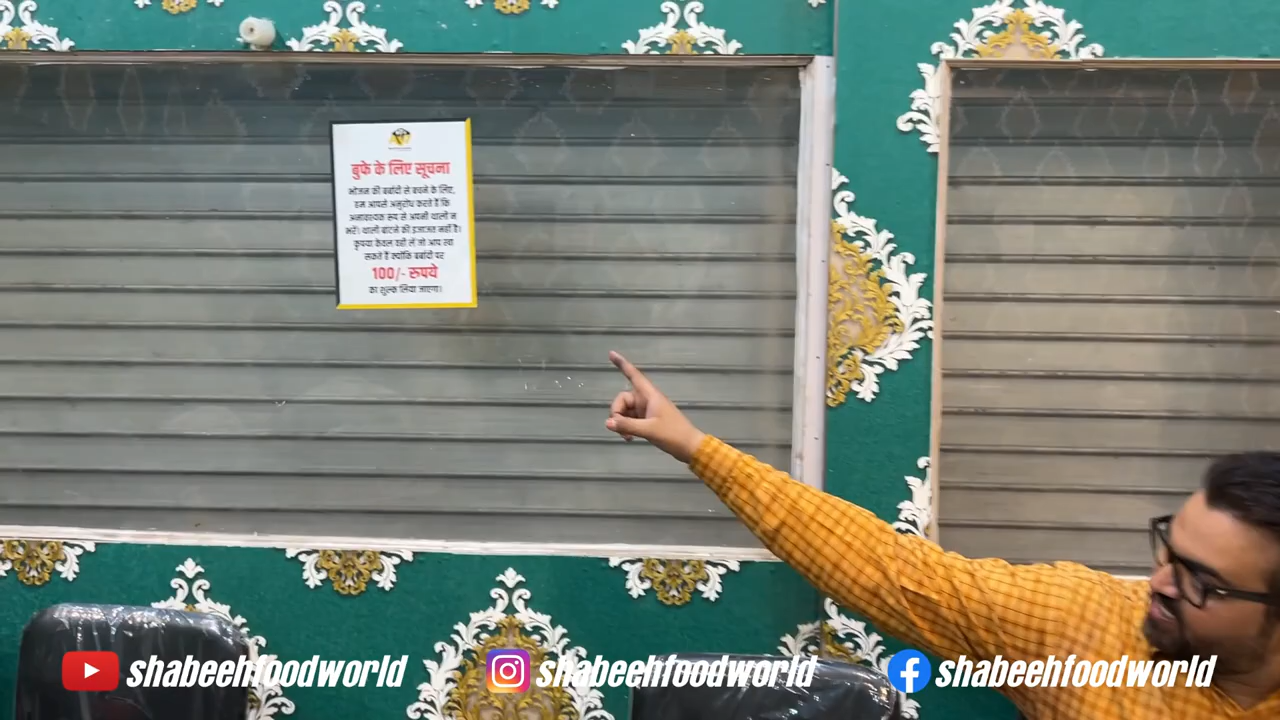 बुफे के लिए सूचना
भोजन की बर्बादी से बचने के लिए,
हम आपसे अनुरोध करते हैं कि
अनावश्यक रूप से अपनी थाली न
भरें। थाली बाटने की इजाजत नहीं है।
कृपया केवल वही लें जो आप खा
सकते हैं क्योंकि बर्बादी पर
100/- रुपये
का शुल्क लिया जाएगा।
shabeehfoodworld
shabeehfoodworld
shabeehfoodworld